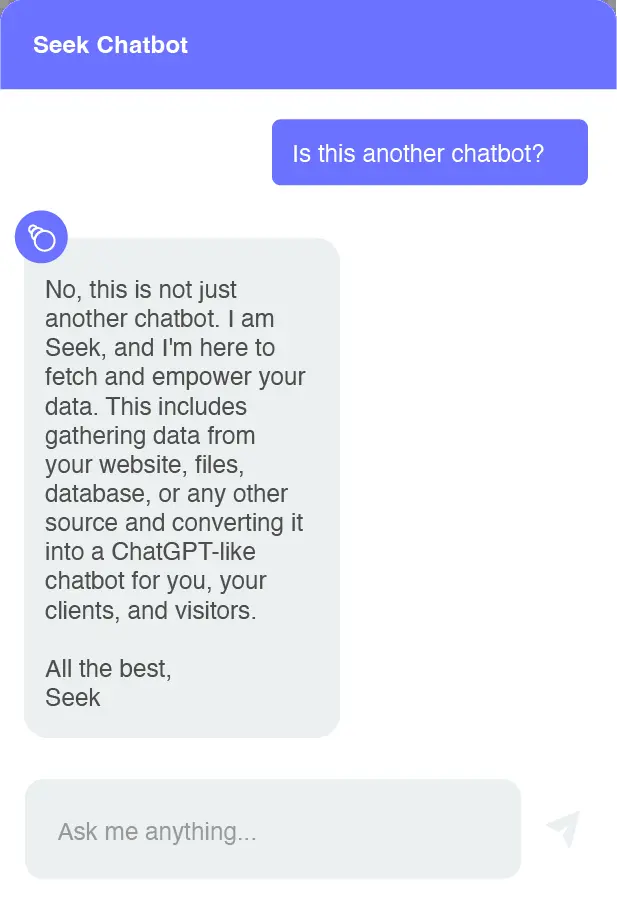 Seek Chatbot
Is this another chatbot?
No, this is not just
another chatbot. I am
Seek, and I'm here to
fetch and empower your
data. This includes
gathering data from
your website, files,
database, or any other
source and converting it
into a ChatGPT-like
chatbot for you, your
clients, and visitors.
All the best,
Seek
Ask me anything...